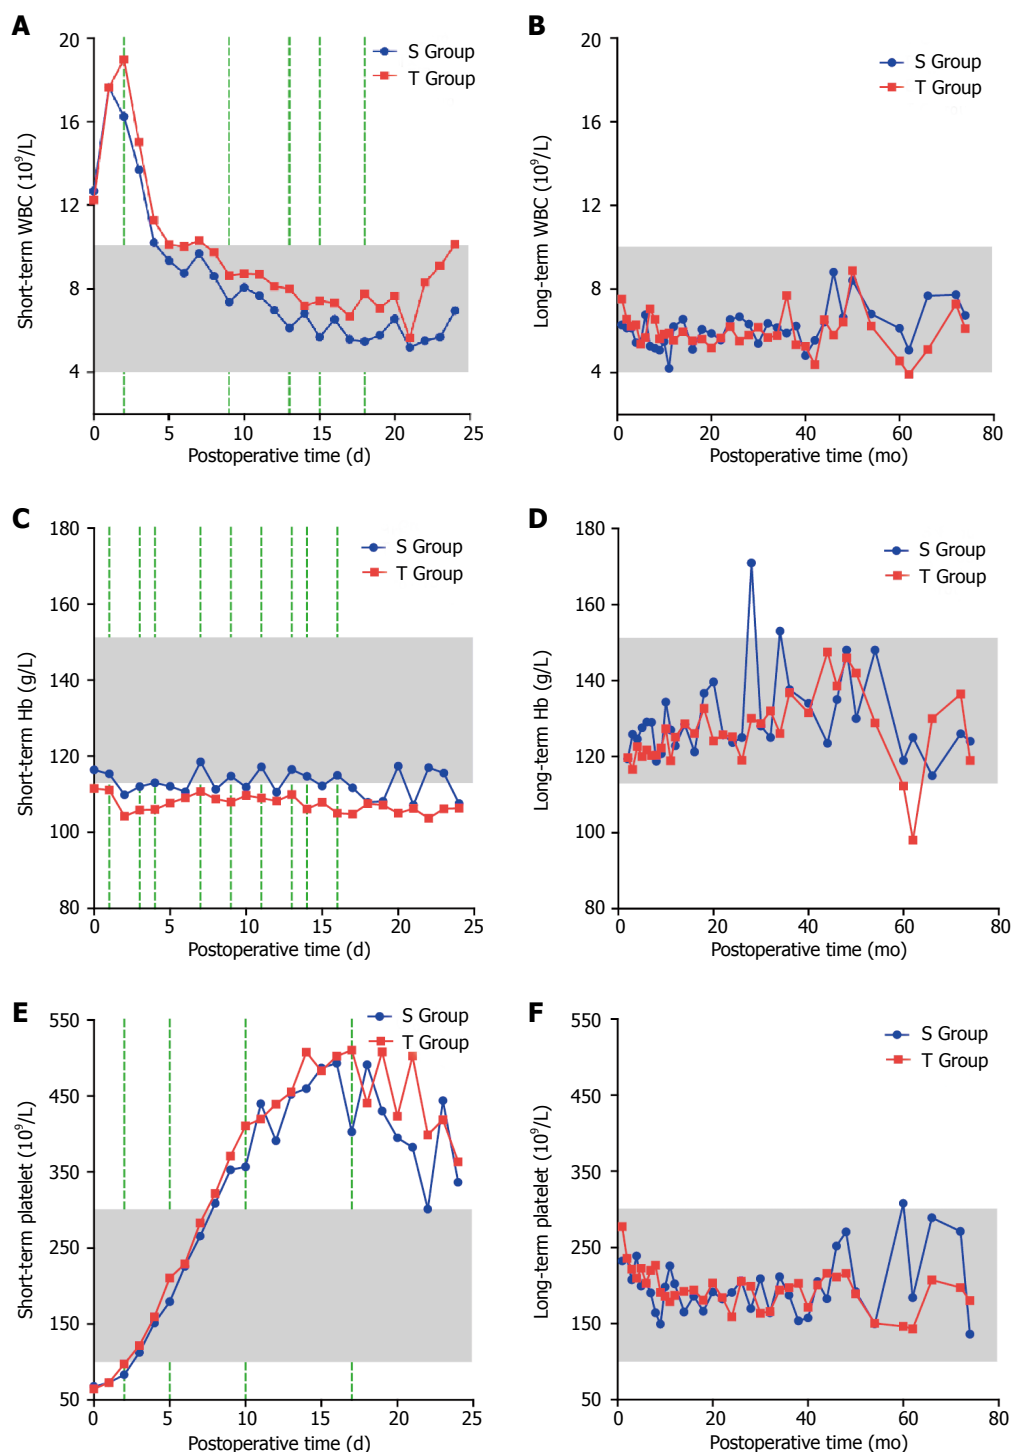 A
20
16
12
8
4
0 5 10 15 20 25
Short-term WBC (10⁹/L)
Postoperative time (d)
S Group
T Group
B
20
16
12
8
4
0 20 40 60 80
Long-term WBC (10⁹/L)
Postoperative time (mo)
S Group
T Group
C
180
160
140
120
100
80
0 5 10 15 20 25
Short-term Hb (g/L)
Postoperative time (d)
S Group
T Group
D
180
160
140
120
100
80
0 20 40 60 80
Long-term Hb (g/L)
Postoperative time (mo)
S Group
T Group
E
550
450
350
250
150
50
0 5 10 15 20 25
Short-term platelet (10⁹/L)
Postoperative time (d)
S Group
T Group
F
550
450
350
250
150
50
0 20 40 60 80
Long-term platelet (10⁹/L)
Postoperative time (mo)
S Group
T Group